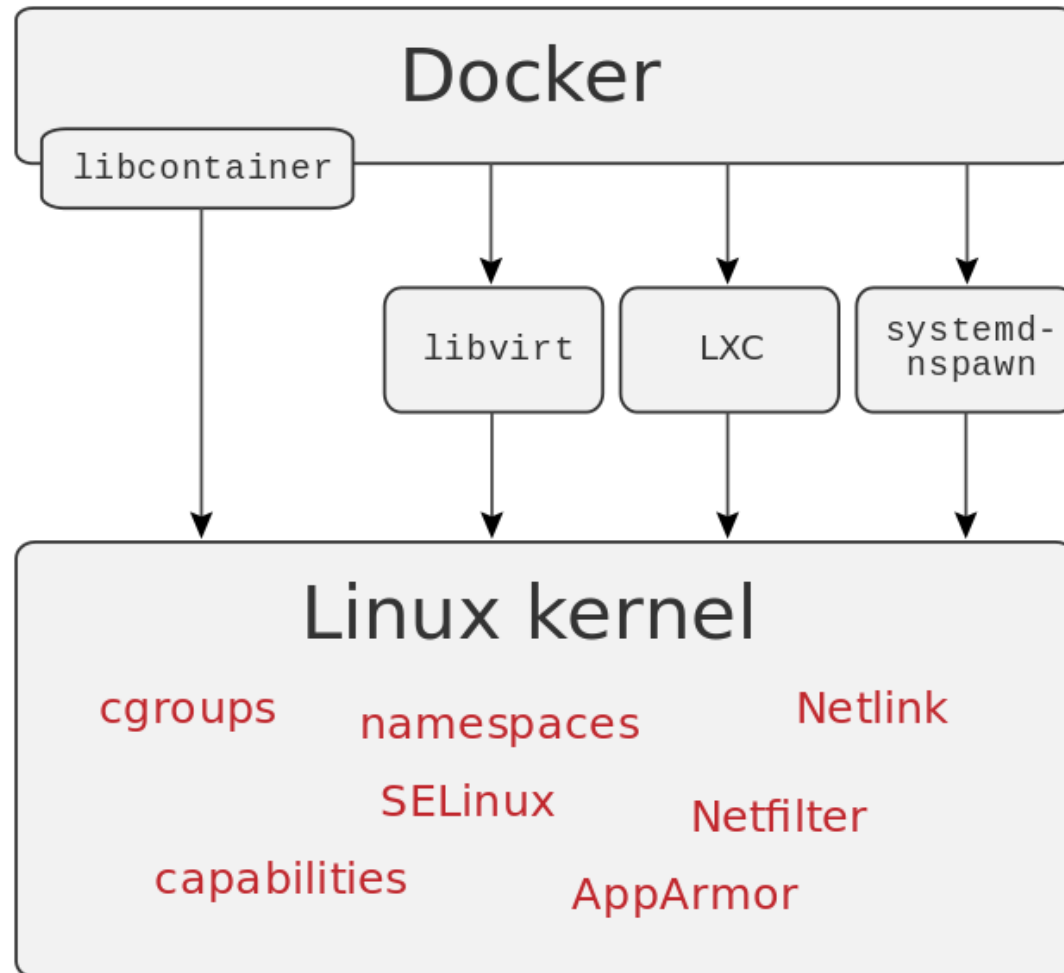 Docker
libcontainer
libvirt
LXC
systemd-
nspawn
Linux kernel
cgroups
namespaces
Netlink
SELinux
Netfilter
capabilities
AppArmor